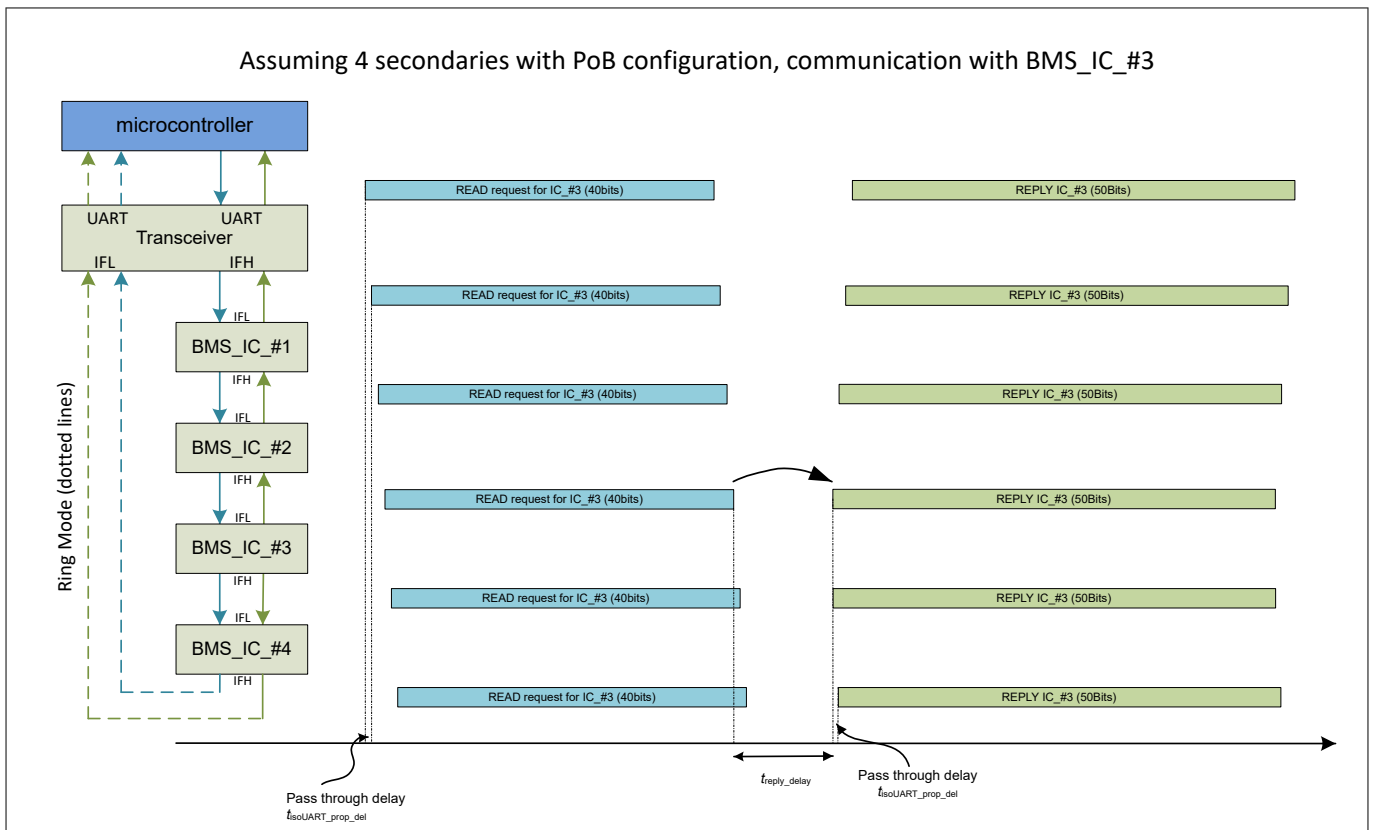 Assuming 4 secondaries with PoB configuration, communication with BMS_IC_#3
microcontroller
READ request for IC_#3 (40bits)
REPLY IC_#3 (50Bits)
UART
UART
Transceiver
IFL
IFH
READ request for IC_#3 (40bits)
REPLY IC_#3 (50Bits)
IFL
BMS_IC_#1
IFH
READ request for IC_#3 (40bits)
REPLY IC_#3 (50Bits)
IFL
BMS_IC_#2
IFH
READ request for IC_#3 (40bits)
REPLY IC_#3 (50Bits)
IFL
BMS_IC_#3
IFH
READ request for IC_#3 (40bits)
REPLY IC_#3 (50Bits)
IFL
BMS_IC_#4
IFH
READ request for IC_#3 (40bits)
REPLY IC_#3 (50Bits)
Ring Mode (dotted lines)
Pass through delay
tisoUART_prop_del
treply_delay
Pass through delay
tisoUART_prop_del